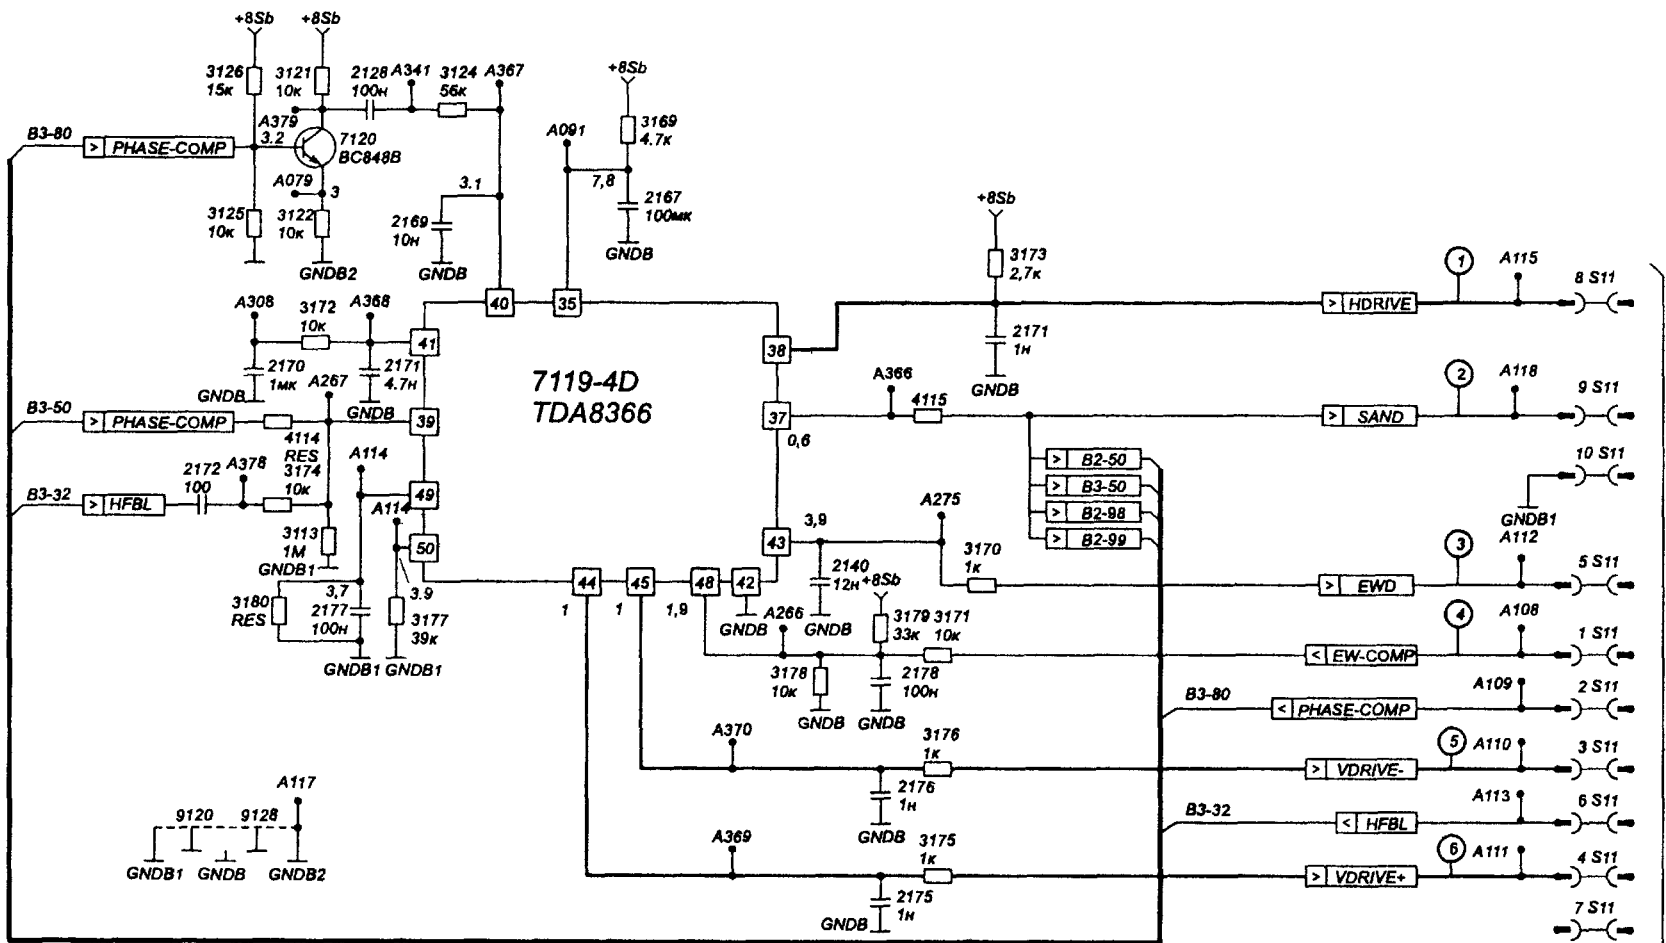 +8Sb
+8Sb
3126
15к
3121
10к
2128
100н
A341
3124
56к
A367
+8Sb
3169
4.7к
A379
3.2
7120
BC848B
B3-80
> PHASE-COMP
A091
7,8
2167
100мк
GNDB
A079
3
3.1
3125
10к
3122
10к
GNDB2
2169
10н
GNDB
+8Sb
3173
2,7к
40
35
A308
3172
10к
A368
41
38
2171
1н
GNDB
> HDRIVE
1
A115
8 S11
2170
1мк
GNDB
A267
2171
4.7н
GNDB
7119-4D
TDA8366
A366
4115
37
0,6
> SAND
2
A118
9 S11
B3-50
> PHASE-COMP
4114
RES
39
> B2-50
> B3-50
> B2-98
> B2-99
10 S11
GNDB1
2172
100
A378
3174
10к
A114
B3-32
> HFBL
49
A114
3113
1М
GNDB1
50
A275
3,9
43
3170
1к
2140
12н
GNDB
+8Sb
> EWD
3
A112
5 S11
3180
RES
3,7
2177
100н
GNDB1
3.9
3177
39к
GNDB1
44
45
48
42
1
1
1,9
GNDB
A266
3179
33к
3171
10к
< EW-COMP
4
A108
1 S11
3178
10к
GNDB
2178
100н
GNDB
B3-80
< PHASE-COMP
A109
2 S11
A370
3176
1к
> VDRIVE-
5
A110
3 S11
2176
1н
GNDB
B3-32
< HFBL
A113
6 S11
A369
3175
1к
> VDRIVE+
6
A111
4 S11
2175
1н
GNDB
7 S11
A117
9120
9128
GNDB1
GNDB
GNDB2